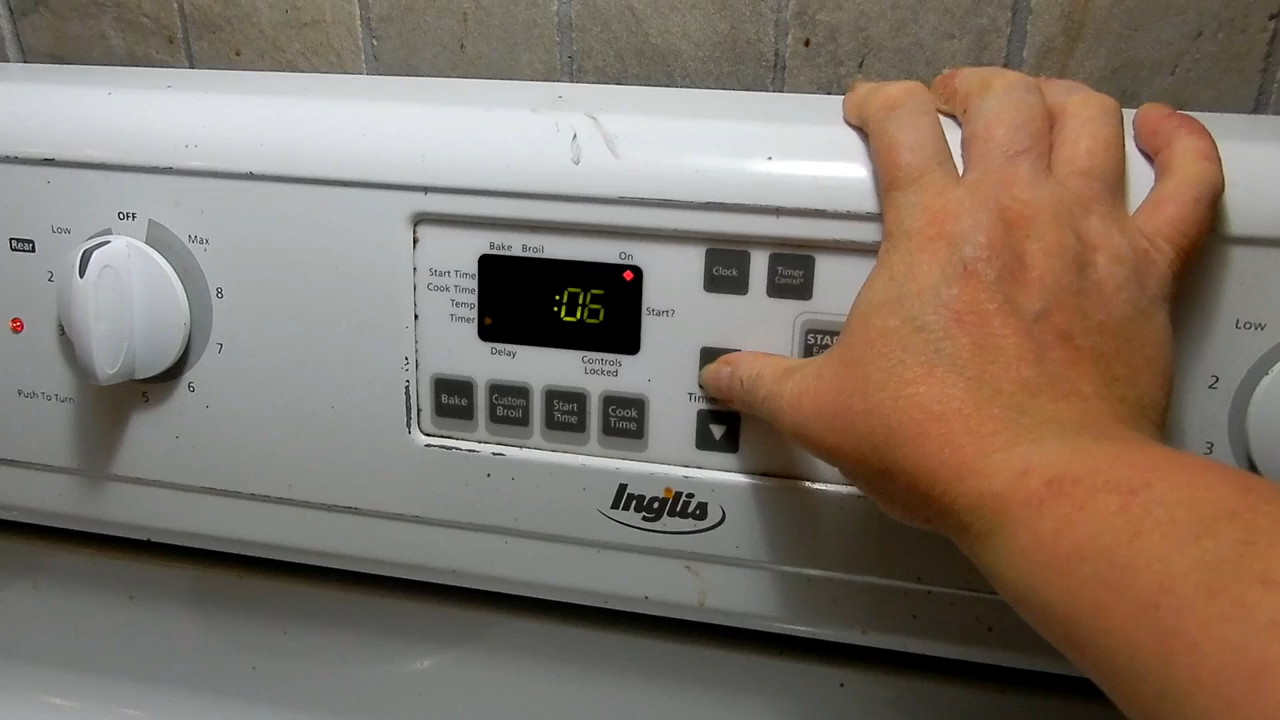 OFF
Low
Max
Rear
2
8
3
7
Push To Turn
6
5
Bake Broil
On
Start Time
Cook Time
Temp
Timer
:06
Start?
Delay
Controls
Locked
Bake
Custom
Broil
Start
Time
Cook
Time
Clock
Timer
Cancel*
Inglis
Low
2
3